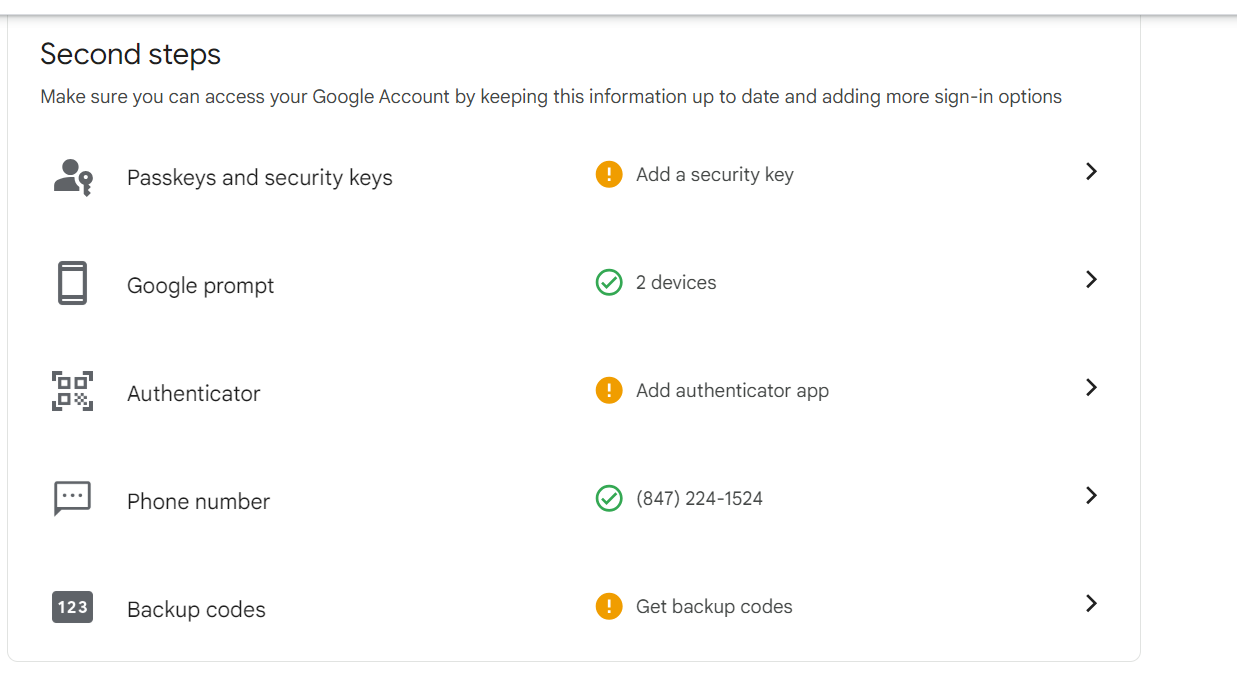 Second steps
Make sure you can access your Google Account by keeping this information up to date and adding more sign-in options
Passkeys and security keys
Add a security key
Google prompt
2 devices
Authenticator
Add authenticator app
Phone number
(847) 224-1524
123
Backup codes
Get backup codes